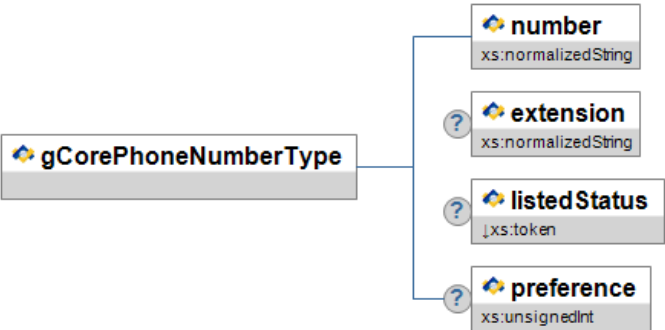 number
xs:normalizedString
?
extension
xs:normalizedString
gCorePhoneNumberType
?
listedStatus
↓xs:token
?
preference
xs:unsignedInt